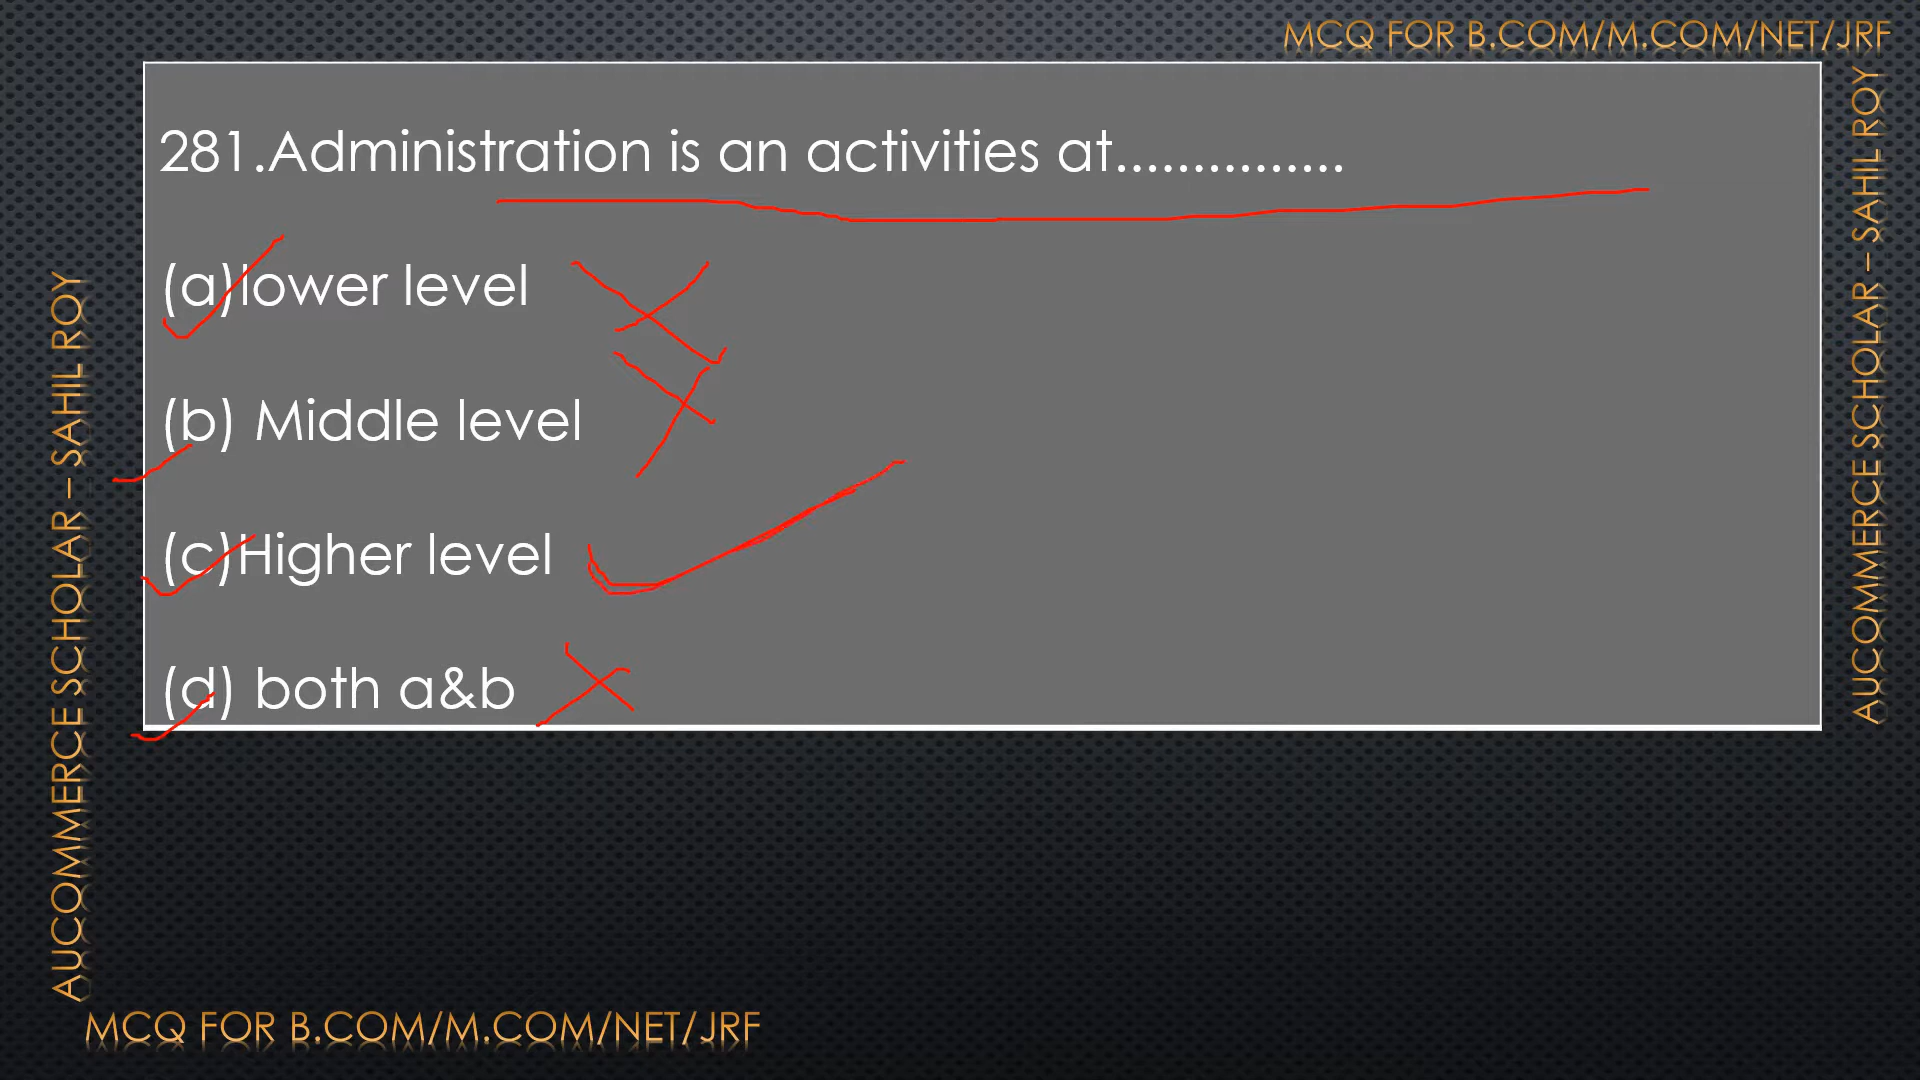 MCQ FOR B.COM/M.COM/NET/JRF
281.Administration is an activities at...............
(a)lower level
(b) Middle level
(c)Higher level
(d) both a&b
AUCOMMERCE SCHOLAR – SAHIL ROY
AUCOMMERCE SCHOLAR – SAHIL ROY
MCQ FOR B.COM/M.COM/NET/JRF